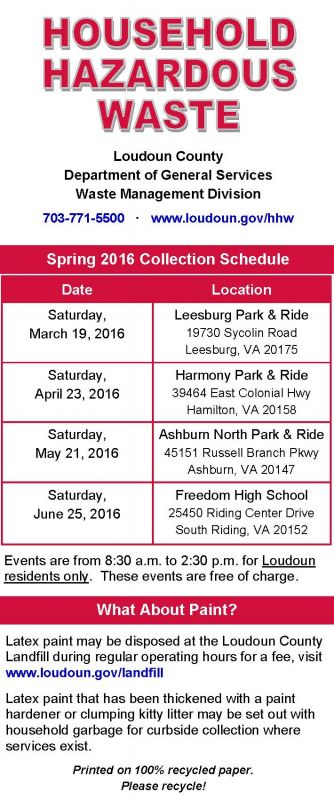 HOUSEHOLD
HAZARDOUS
WASTE
Loudoun County
Department of General Services
Waste Management Division
703-771-5500 · www.loudoun.gov/hhw
Spring 2016 Collection Schedule
Date Location
Saturday, Leesburg Park & Ride
March 19, 2016 19730 Sycolin Road
Leesburg, VA 20175
Saturday, Harmony Park & Ride
April 23, 2016 39464 East Colonial Hwy
Hamilton, VA 20158
Saturday, Ashburn North Park & Ride
May 21, 2016 45151 Russell Branch Pkwy
Ashburn, VA 20147
Saturday, Freedom High School
June 25, 2016 25450 Riding Center Drive
South Riding, VA 20152
Events are from 8:30 a.m. to 2:30 p.m. for Loudoun
residents only. These events are free of charge.
What About Paint?
Latex paint may be disposed at the Loudoun County
Landfill during regular operating hours for a fee, visit
www.loudoun.gov/landfill
Latex paint that has been thickened with a paint
hardener or clumping kitty litter may be set out with
household garbage for curbside collection where
services exist.
Printed on 100% recycled paper.
Please recycle!